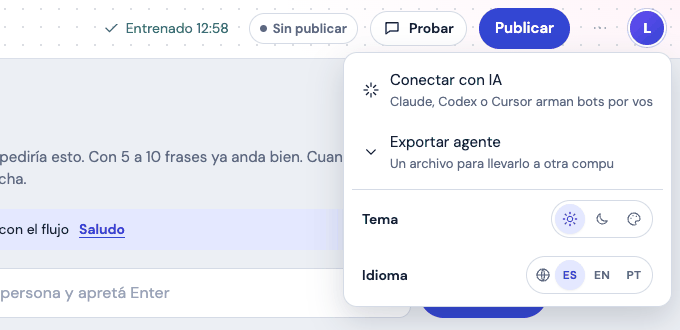 Entrenado 12:58
Sin publicar
Probar
Publicar
L
Conectar con IA
Claude, Codex o Cursor arman bots por vos
Exportar agente
Un archivo para llevarlo a otra compu
pediría esto. Con 5 a 10 frases ya anda bien. Cuan
cha.
Tema
con el flujo Saludo
Idioma
ES EN PT
persona y apretá Enter